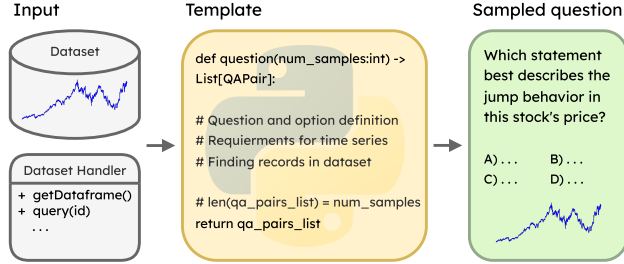 Input
Dataset
Dataset Handler
+ getDataframe()
+ query(id)
...
Template
def question(num_samples:int) ->
List[QAPair]:
# Question and option definition
# Requierments for time series
# Finding records in dataset
# len(qa_pairs_list) = num_samples
return qa_pairs_list
Sampled question
Which statement
best describes the
jump behavior in
this stock's price?
A) ... B) ...
C) ... D) ...